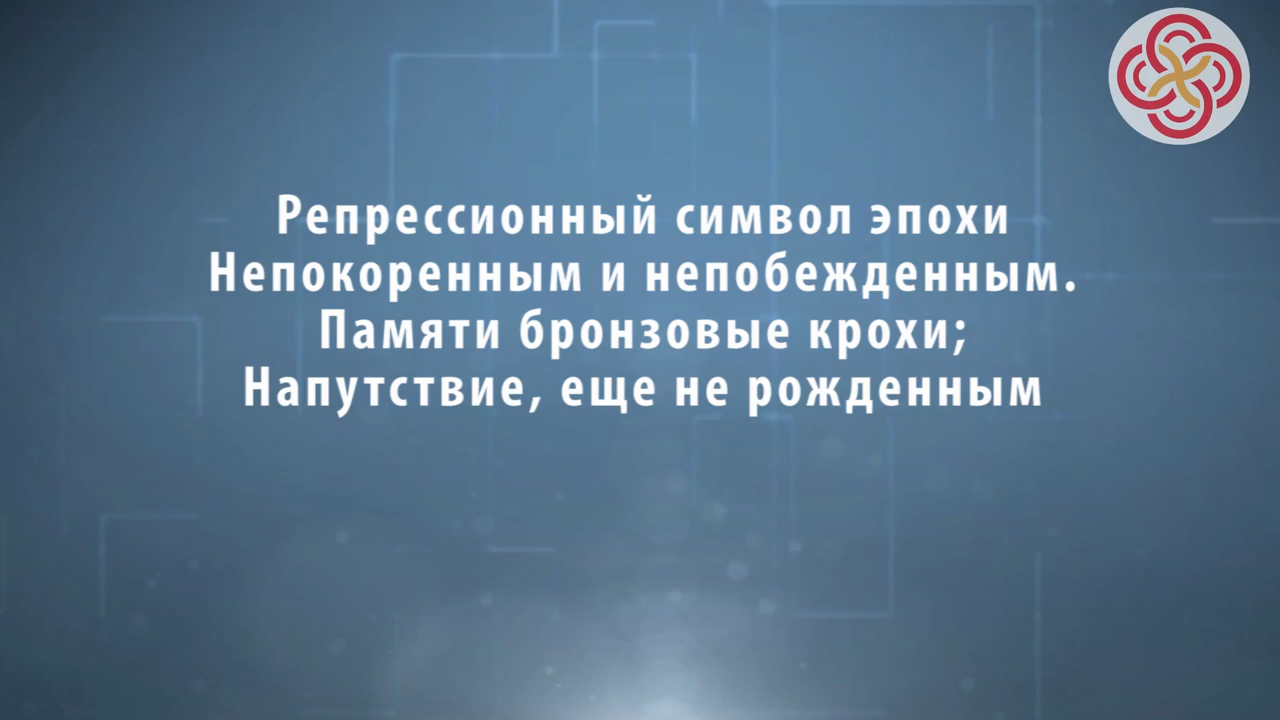 Репрессионный символ эпохи
Непокоренным и непобежденным.
Памяти бронзовые крохи;
Напутствие, еще не рожденным